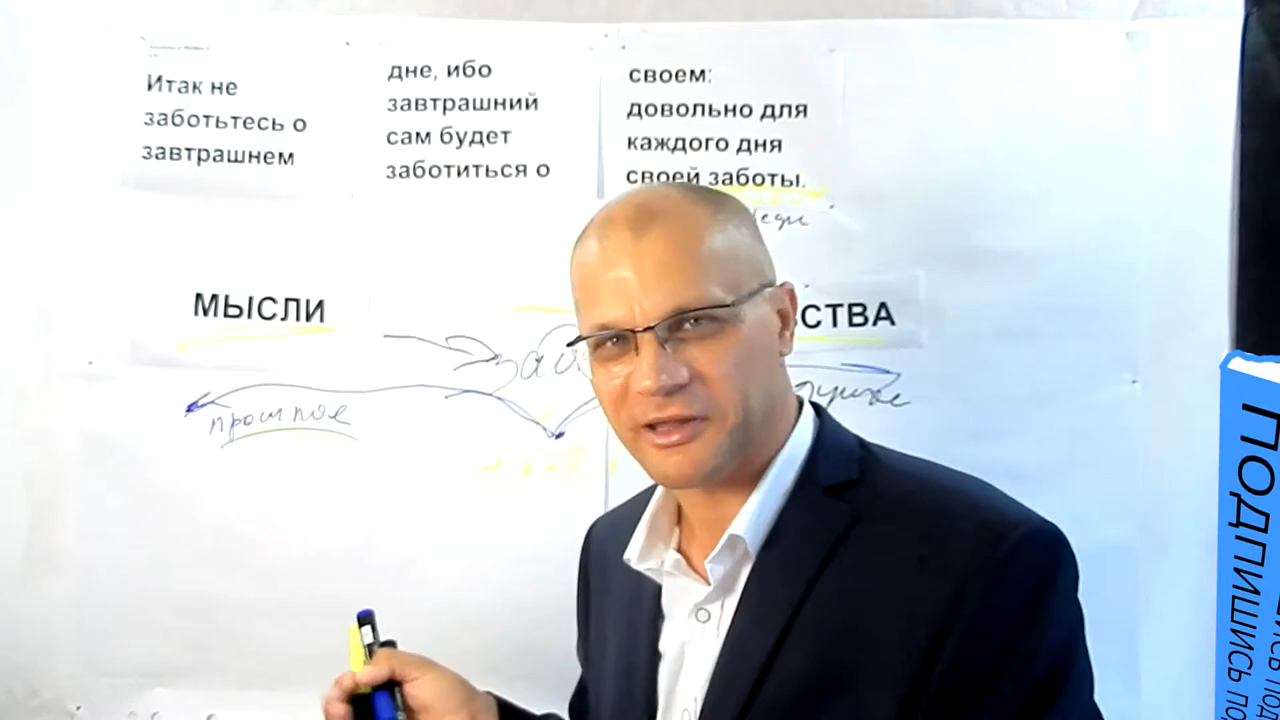 Итак не
заботьтесь о
завтрашнем
дне, ибо
завтрашний
сам будет
заботиться о
своем:
довольно для
каждого дня
своей заботы.
МЫСЛИ
СТВА
прошлое
ПОДПИШИСЬ